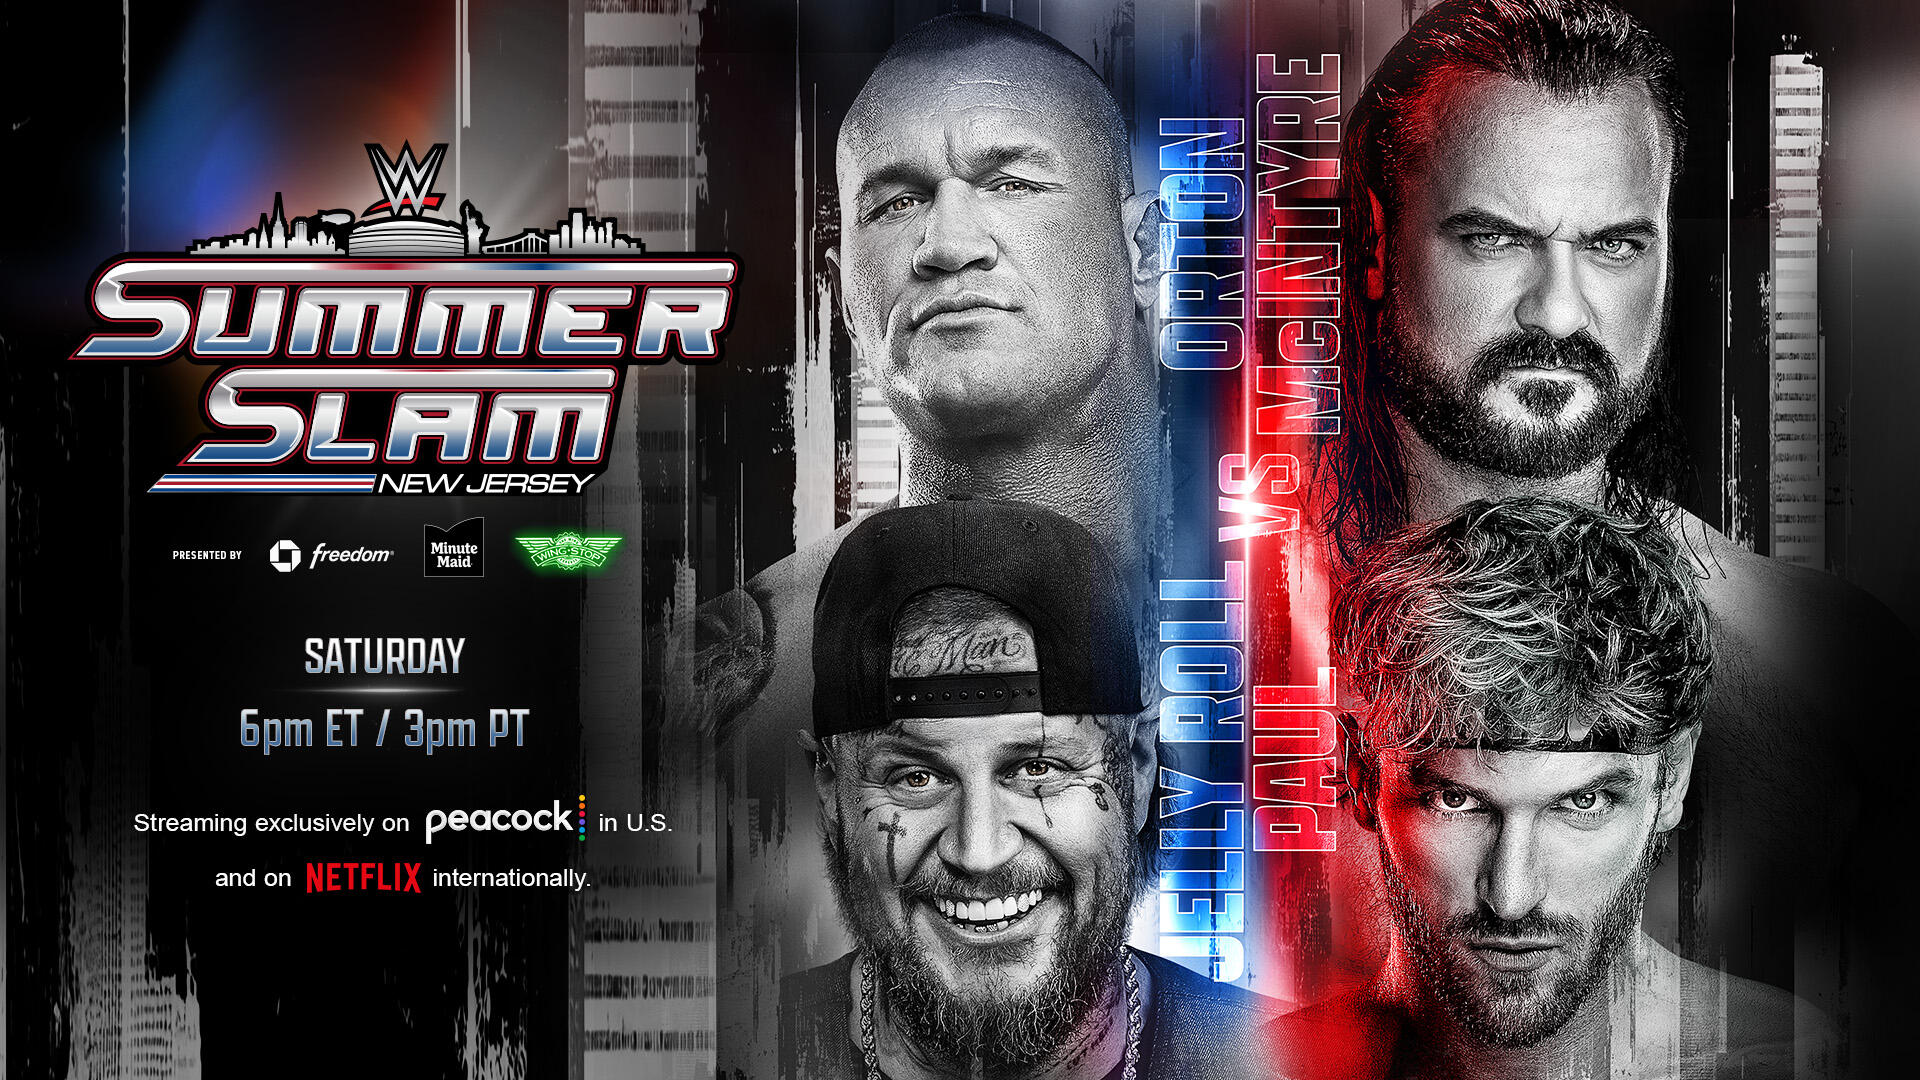 W
SUMMER
SLAM
NEW JERSEY
PRESENTED BY freedom® Minute Maid WING·STOP
SATURDAY
6pm ET / 3pm PT
Streaming exclusively on peacock in U.S.
and on NETFLIX internationally.
ORTON
JELLY ROLL VS McINTYRE
PAUL
Man